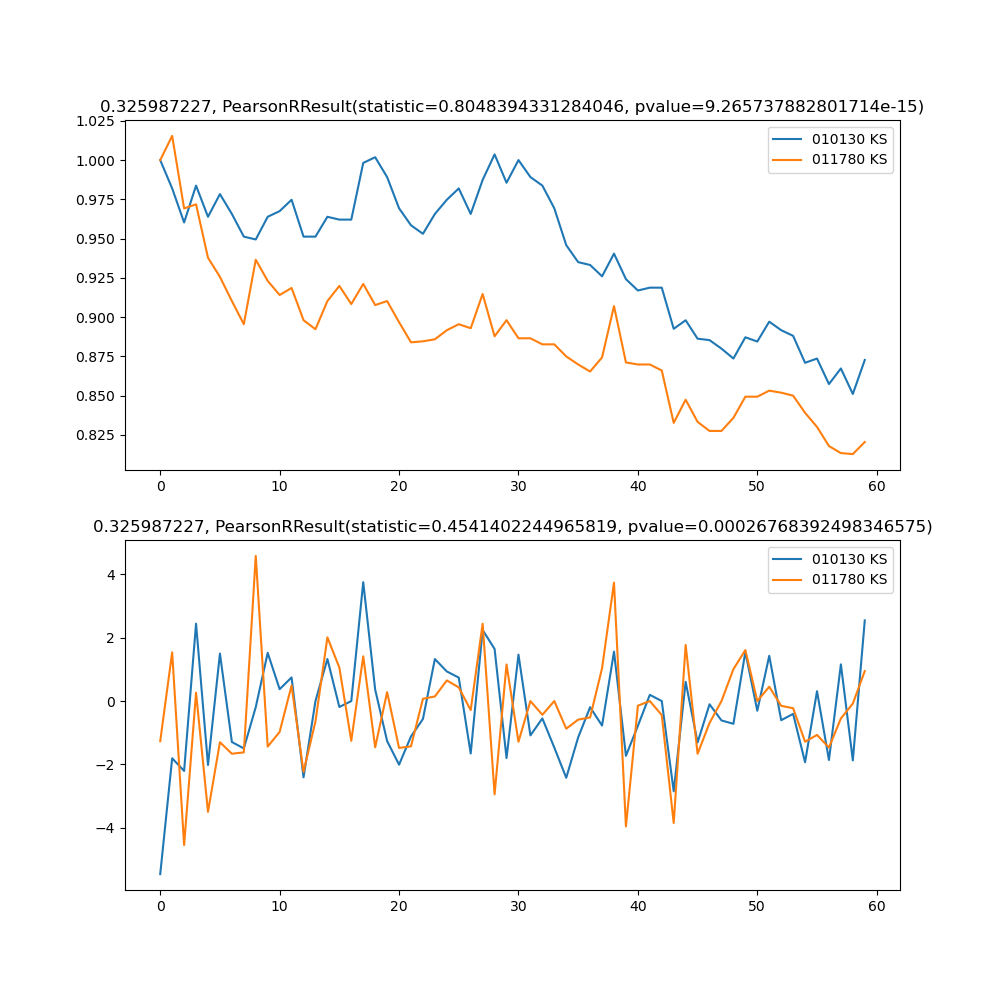 0.325987227, PearsonRResult(statistic=0.8048394331284046, pvalue=9.265737882801714e-15)
1.025
1.000
0.975
0.950
0.925
0.900
0.875
0.850
0.825
010130 KS
011780 KS
0 10 20 30 40 50 60
0.325987227, PearsonRResult(statistic=0.4541402244965819, pvalue=0.00026768392498346575)
4
2
0
−2
−4
010130 KS
011780 KS
0 10 20 30 40 50 60